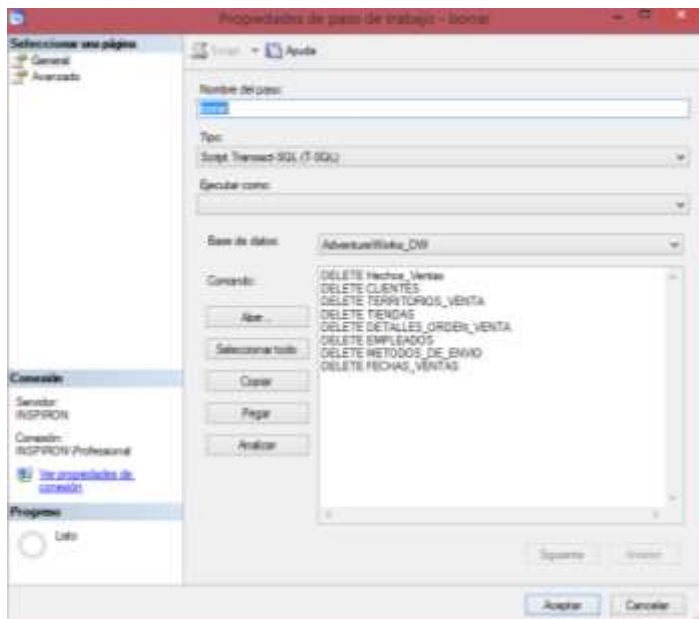 Propiedades de paso de trabajo - borrar
Seleccionar una página
General
Avanzado
Script
Ayuda
Nombre del paso:
borrar
Tipo:
Script Transact-SQL (T-SQL)
Ejecutar como:
Base de datos:
AdventureWorks_DW
Comando:
DELETE Hechos_Ventas
DELETE CLIENTES
DELETE TERRITORIOS_VENTA
DELETE TIENDAS
DELETE DETALLES_ORDEN_VENTA
DELETE EMPLEADOS
DELETE METODOS_DE_ENVIO
DELETE FECHAS_VENTAS
Abrir...
Seleccionar todo
Copiar
Pegar
Analizar
Conexión
Servidor:
INSPIRON
Conexión:
INSPIRON\Professional
Ver propiedades de
conexión
Progreso
Listo
Siguiente
Anterior
Aceptar
Cancelar